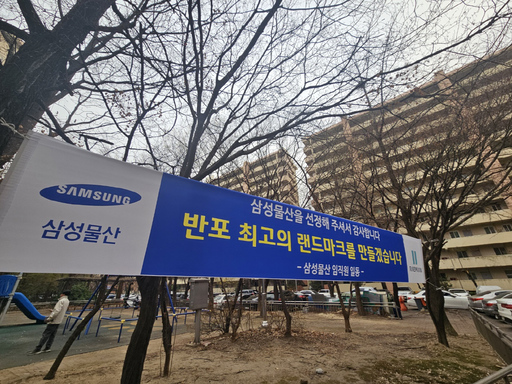 SAMSUNG
삼성물산
삼성물산을 선정해 주셔서 감사합니다
반포 최고의 랜드마크를 만들겠습니다
- 삼성물산 임직원 일동 -